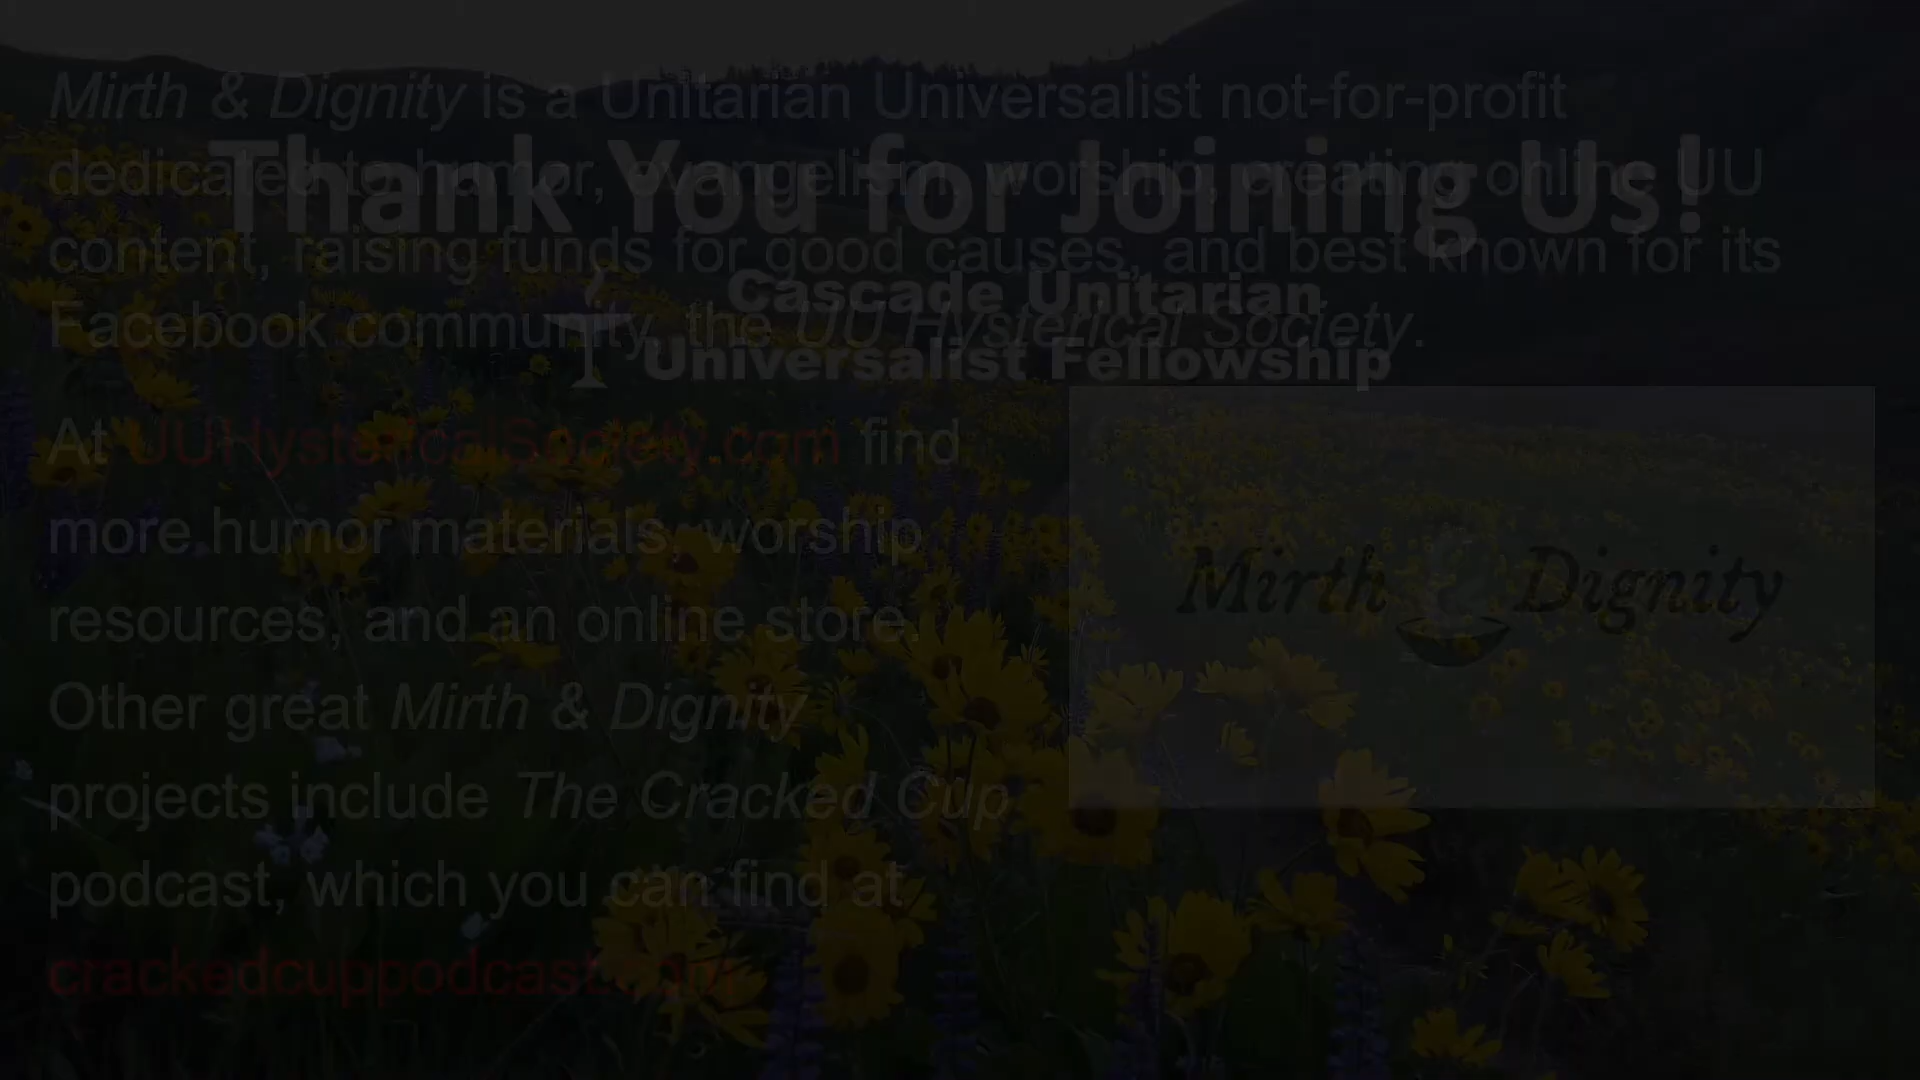 Mirth & Dignity is a Unitarian Universalist not-for-profit
dedicated to humor, evangelism, worship, creating online UU
content, raising funds for good causes, and best known for its
Facebook community, the UU Hysterical Society.
At UUHystericalSociety.com find
more humor materials, worship
resources, and an online store.
Other great Mirth & Dignity
projects include The Cracked Cup
podcast, which you can find at
crackedcuppodcast.com
Thank You for Joining Us!
Cascade Unitarian
Universalist Fellowship
Mirth Dignity